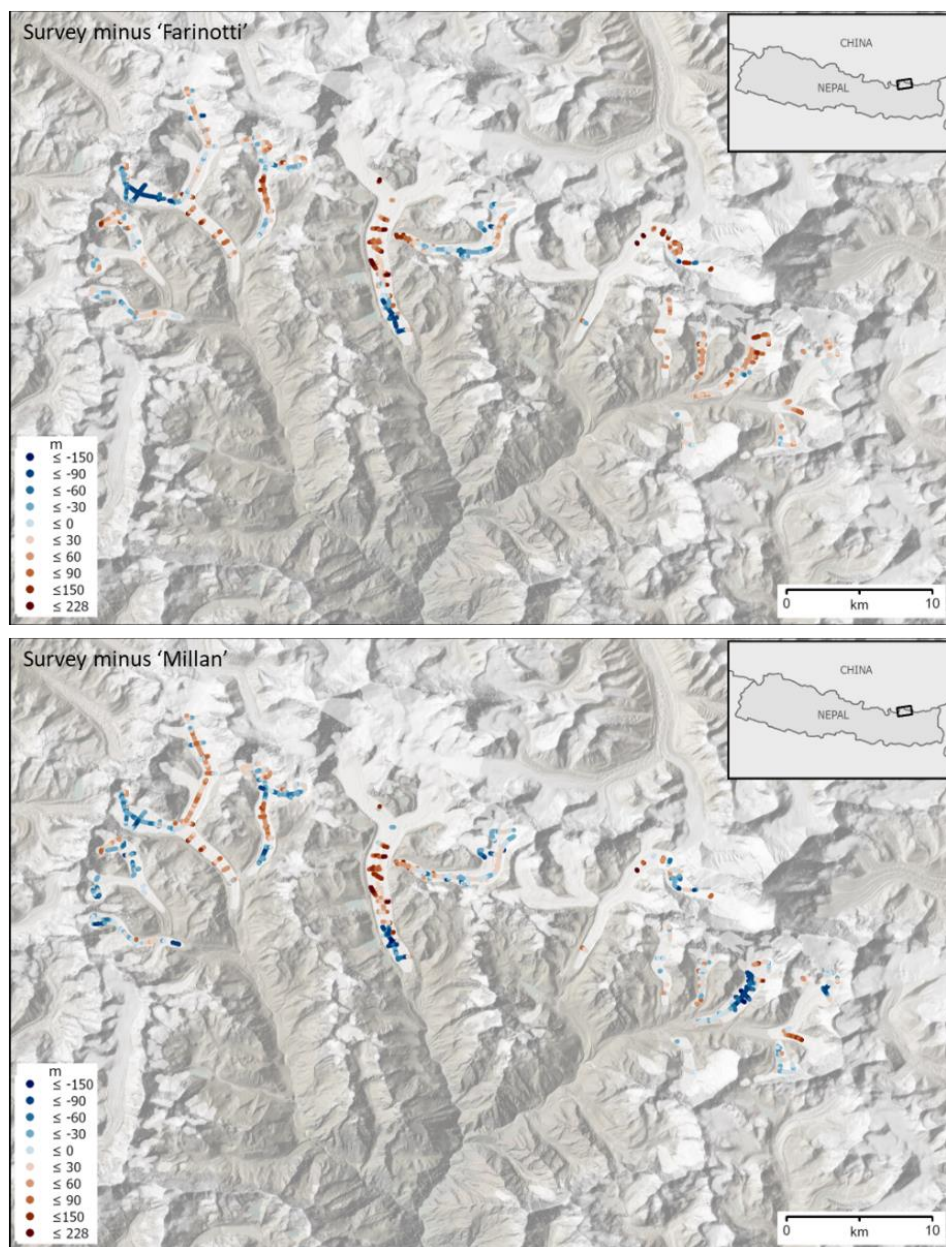 Survey minus ‘Farinotti’
CHINA
NEPAL
m
≤ -150
≤ -90
≤ -60
≤ -30
≤ 0
≤ 30
≤ 60
≤ 90
≤150
≤ 228
0 10
km
Survey minus ‘Millan’
CHINA
NEPAL
m
≤ -150
≤ -90
≤ -60
≤ -30
≤ 0
≤ 30
≤ 60
≤ 90
≤150
≤ 228
0 10
km